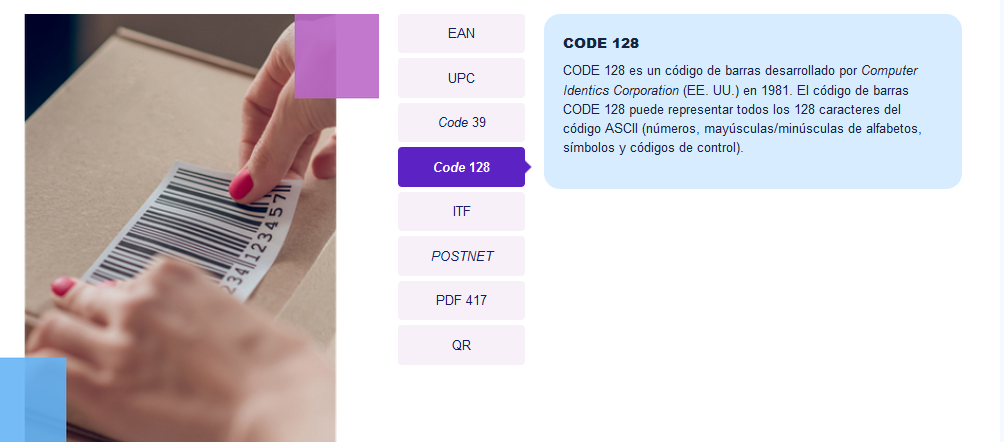 EAN
UPC
Code 39
Code 128
ITF
POSTNET
PDF 417
QR
CODE 128
CODE 128 es un código de barras desarrollado por Computer
Identics Corporation (EE. UU.) en 1981. El código de barras
CODE 128 puede representar todos los 128 caracteres del
código ASCII (números, mayúsculas/minúsculas de alfabetos,
símbolos y códigos de control).
234 123457